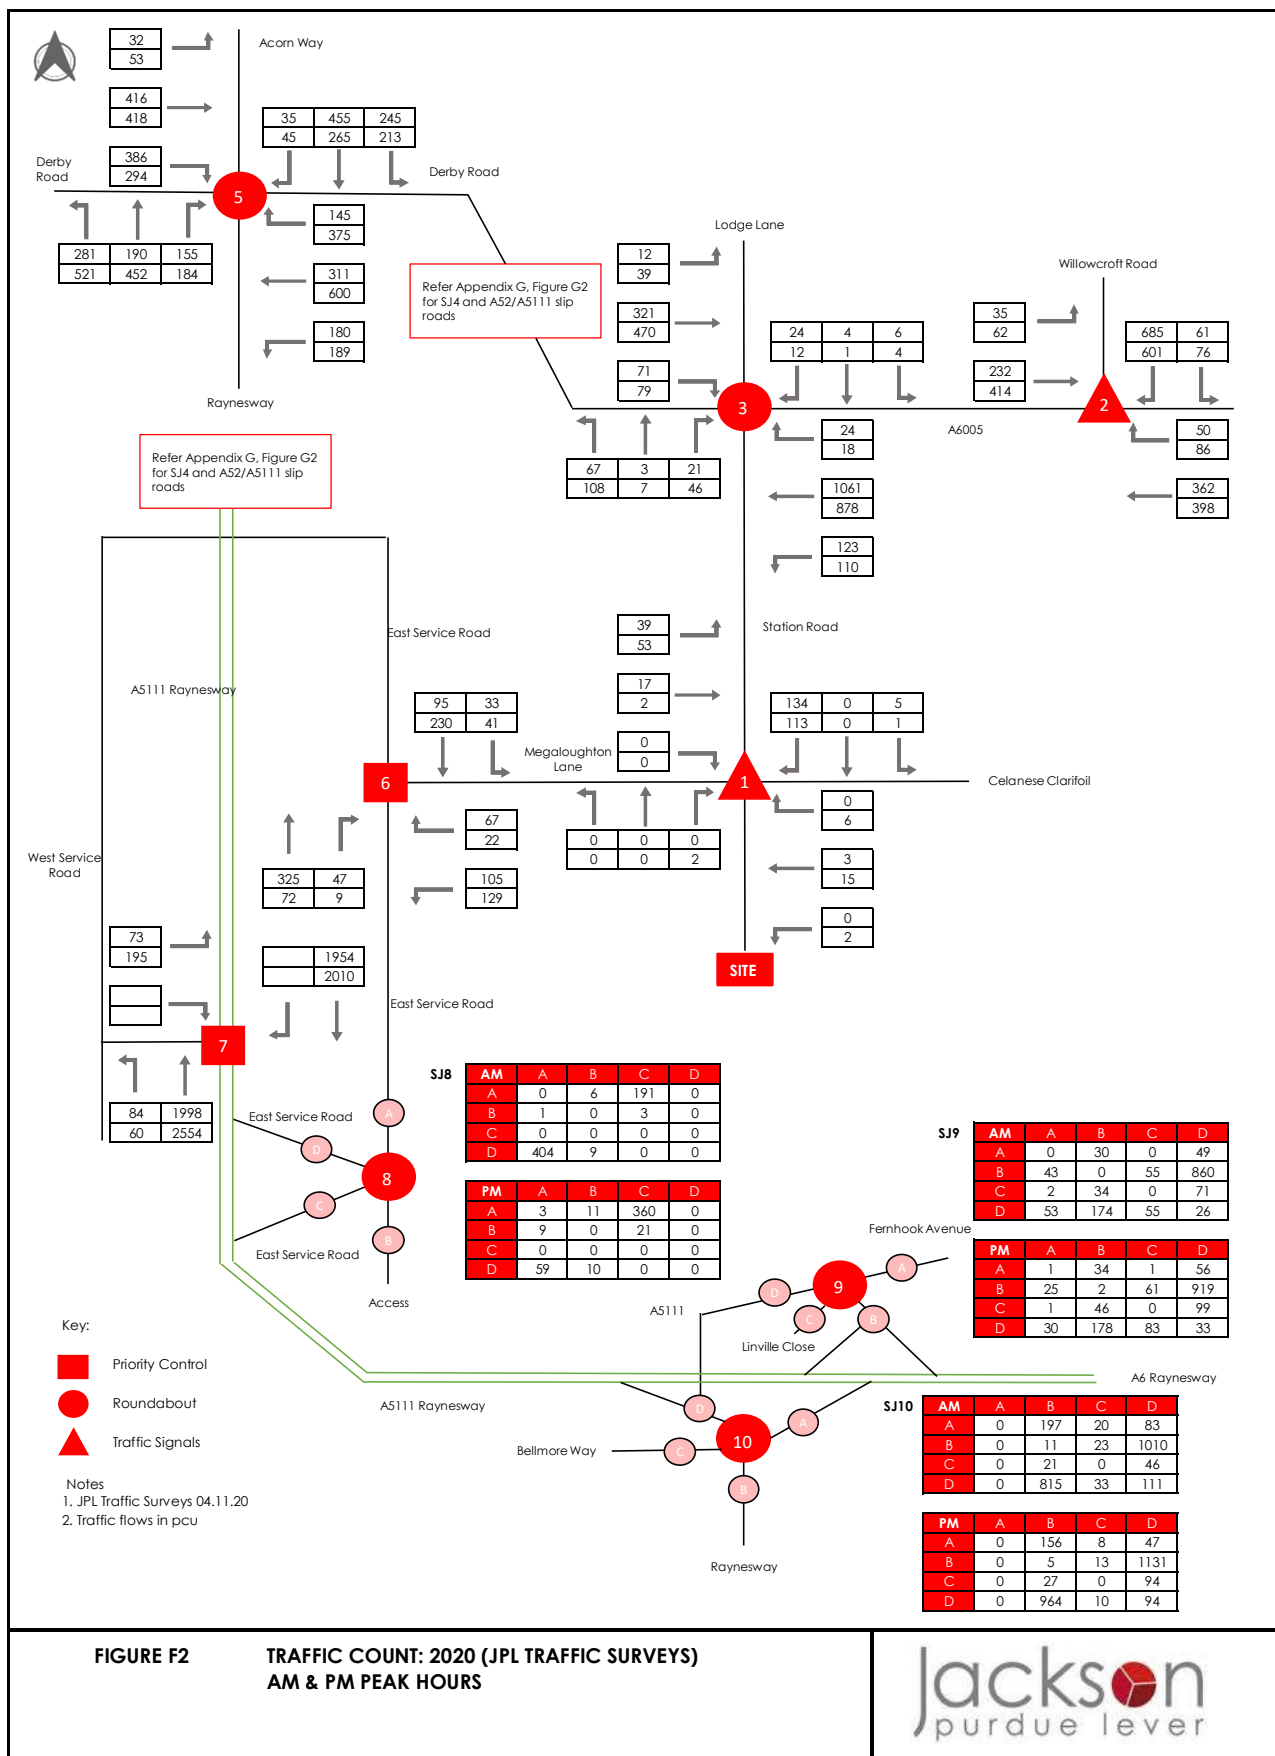 32
53
Acorn Way
416
418
35 455 245
45 265 213
Derby
Road
386
294
Derby Road
5
145
375
281 190 155
521 452 184
311
600
180
189
Raynesway
Lodge Lane
12
39
Refer Appendix G, Figure G2
for SJ4 and A52/A5111 slip
roads
321
470
71
79
24 4 6
12 1 4
Willowcroft Road
35
62
685 61
601 76
232
414
3
2
A6005
67 3 21
108 7 46
24
18
50
86
1061
878
362
398
123
110
Refer Appendix G, Figure G2
for SJ4 and A52/A5111 slip
roads
East Service Road
39
53
Station Road
A5111 Raynesway
17
2
95 33
230 41
134 0 5
113 0 1
Megaloughton
Lane
0
0
6
1
Celanese Clarifoil
67
22
0 0 0
0 0 2
0
6
West Service
Road
325 47
72 9
105
129
3
15
73
195
1954
2010
0
2
SITE
East Service Road
7
84 1998
60 2554
East Service Road
A
D
8
C
B
East Service Road
Access
SJ8 AM A B C D
A 0 6 191 0
B 1 0 3 0
C 0 0 0 0
D 404 9 0 0
PM A B C D
A 3 11 360 0
B 9 0 21 0
C 0 0 0 0
D 59 10 0 0
SJ9 AM A B C D
A 0 30 0 49
B 43 0 55 860
C 2 34 0 71
D 53 174 55 26
PM A B C D
A 1 34 1 56
B 25 2 61 919
C 1 46 0 99
D 30 178 83 33
Fernhook Avenue
A
9
D
A5111
C
B
Linville Close
A6 Raynesway
A5111 Raynesway
D
A
10
Bellmore Way
C
B
Raynesway
SJ10 AM A B C D
A 0 197 20 83
B 0 11 23 1010
C 0 21 0 46
D 0 815 33 111
PM A B C D
A 0 156 8 47
B 0 5 13 1131
C 0 27 0 94
D 0 964 10 94
Key:
Priority Control
Roundabout
Traffic Signals
Notes
1. JPL Traffic Surveys 04.11.20
2. Traffic flows in pcu
FIGURE F2 TRAFFIC COUNT: 2020 (JPL TRAFFIC SURVEYS)
AM & PM PEAK HOURS
jackson
purdue lever